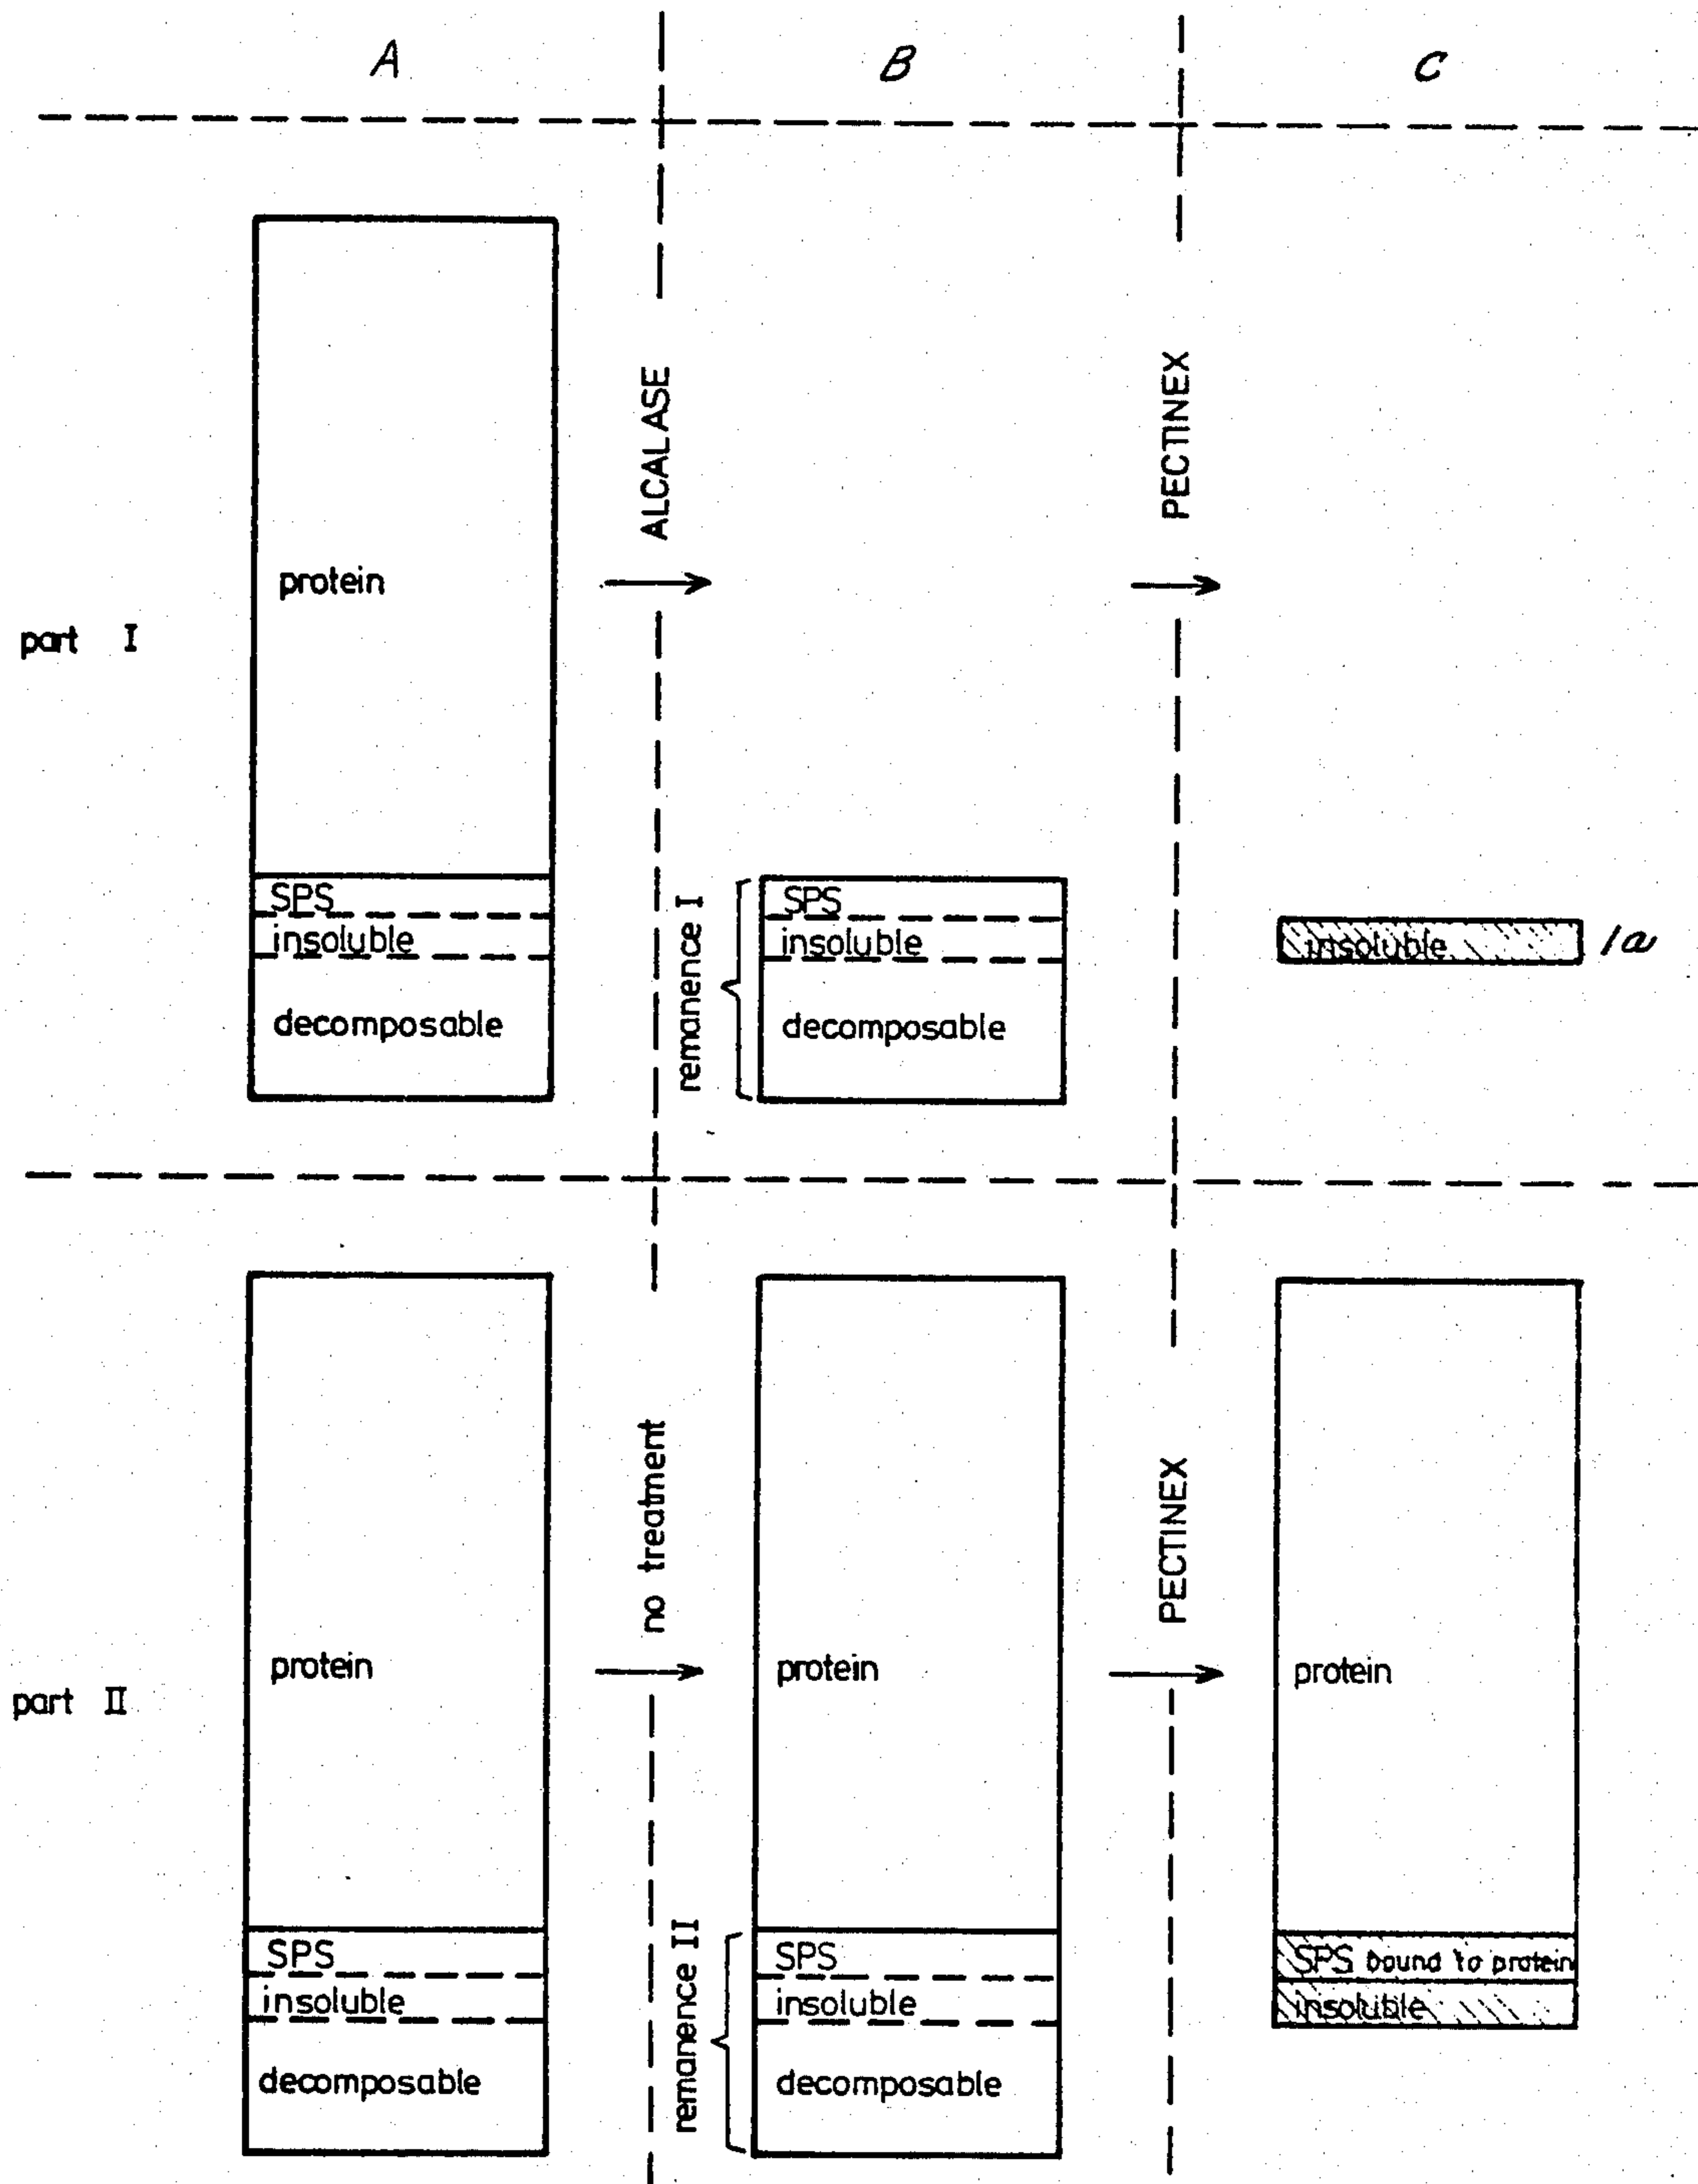 A
B
C
part I
protein
SPS
insoluble
decomposable
ALCALASE
remanence I
SPS
insoluble
decomposable
PECTINEX
insoluble
1a
part II
protein
SPS
insoluble
decomposable
no treatment
remanence II
protein
SPS
insoluble
decomposable
PECTINEX
protein
SPS bound to protein
insoluble